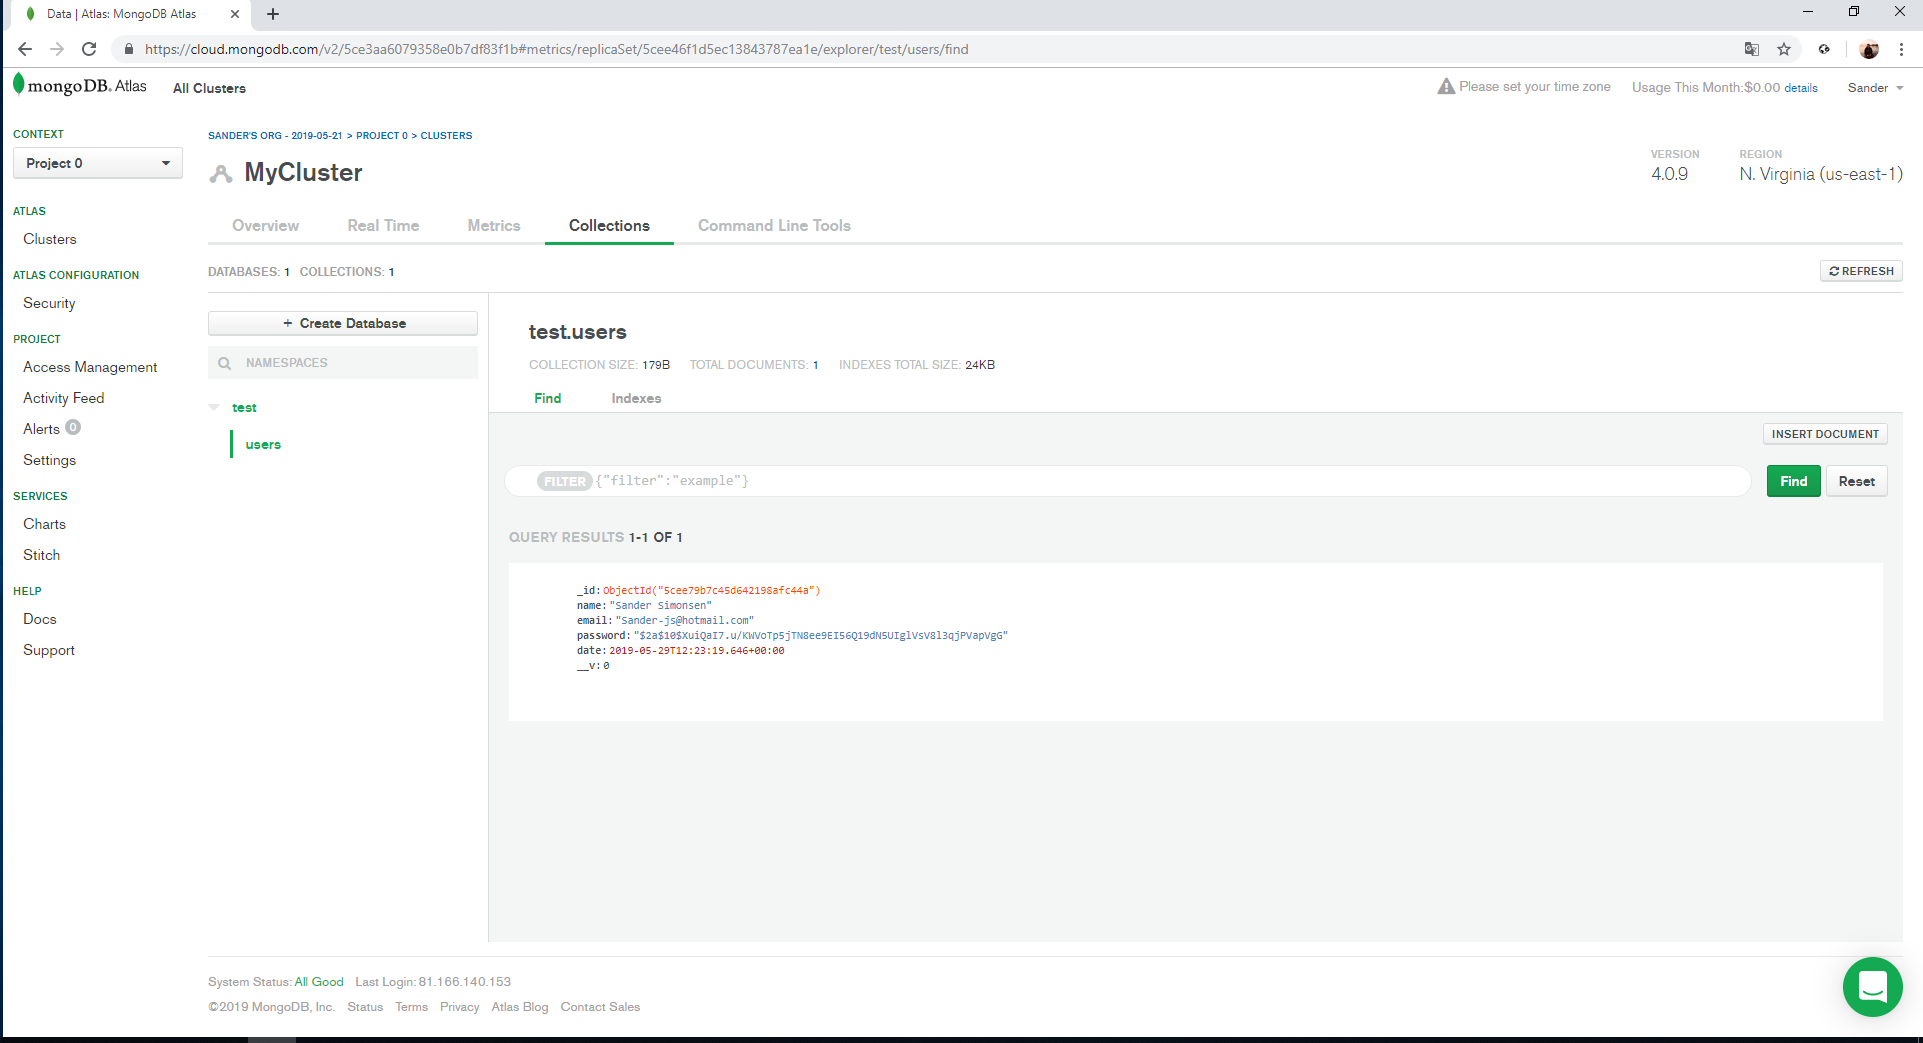 Data | Atlas: MongoDB Atlas
https://cloud.mongodb.com/v2/5ce3aa6079358e0b7df83f1b#metrics/replicaSet/5cee46f1d5ec13843787ea1e/explorer/test/users/find
mongoDB. Atlas All Clusters Please set your time zone Usage This Month:$0.00 details Sander
CONTEXT
Project 0
ATLAS
Clusters
ATLAS CONFIGURATION
Security
PROJECT
Access Management
Activity Feed
Alerts 0
Settings
SERVICES
Charts
Stitch
HELP
Docs
Support
SANDER'S ORG - 2019-05-21 > PROJECT 0 > CLUSTERS
MyCluster
VERSION
4.0.9
REGION
N. Virginia (us-east-1)
Overview Real Time Metrics Collections Command Line Tools
DATABASES: 1 COLLECTIONS: 1
REFRESH
+ Create Database
NAMESPACES
test
users
test.users
COLLECTION SIZE: 179B TOTAL DOCUMENTS: 1 INDEXES TOTAL SIZE: 24KB
Find Indexes
INSERT DOCUMENT
FILTER {"filter":"example"}
Find Reset
QUERY RESULTS 1-1 OF 1
_id: ObjectId("5cee79b7c45d642198afc44a")
name: "Sander Simonsen"
email: "Sander-js@hotmail.com"
password: "$2a$10$XuiQaI7.u/KWVoTp5jTN8ee9EI56Q19dN5UIglVsV8l3qjPVapVgG"
date: 2019-05-29T12:23:19.646+00:00
__v: 0
System Status: All Good Last Login: 81.166.140.153
©2019 MongoDB, Inc. Status Terms Privacy Atlas Blog Contact Sales